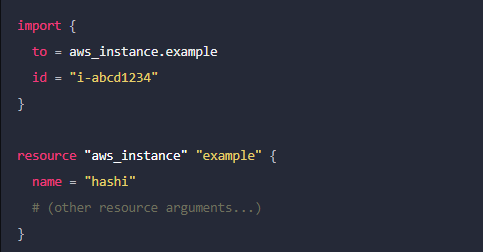 import {
  to = aws_instance.example
  id = "i-abcd1234"
}

resource "aws_instance" "example" {
  name = "hashi"
  # (other resource arguments...)
}